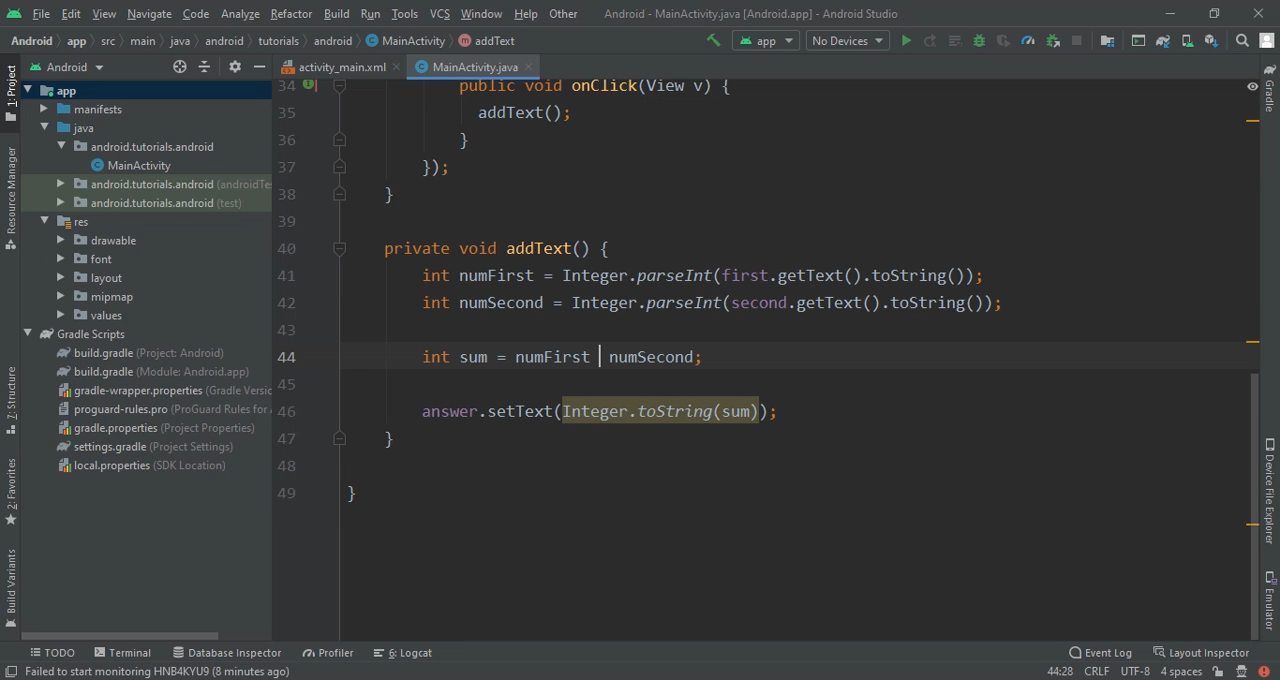 File Edit View Navigate Code Analyze Refactor Build Run Tools VCS Window Help Other Android - MainActivity.java [Android.app] - Android Studio
Android app src main java android tutorials android MainActivity addText app No Devices
1: Project
Resource Manager
7: Structure
2: Favorites
Build Variants
Android
app
manifests
java
android.tutorials.android
MainActivity
android.tutorials.android (androidTe
android.tutorials.android (test)
res
drawable
font
layout
mipmap
values
Gradle Scripts
build.gradle (Project: Android)
build.gradle (Module: Android.app)
gradle-wrapper.properties (Gradle Versio
proguard-rules.pro (ProGuard Rules for
gradle.properties (Project Properties)
settings.gradle (Project Settings)
local.properties (SDK Location)
activity_main.xml MainActivity.java
34 public void onClick(View v) {
35 addText();
36 }
37 });
38 }
39
40 private void addText() {
41 int numFirst = Integer.parseInt(first.getText().toString());
42 int numSecond = Integer.parseInt(second.getText().toString());
43
44 int sum = numFirst numSecond;
45
46 answer.setText(Integer.toString(sum));
47 }
48
49 }
Gradle
Device File Explorer
Emulator
TODO Terminal Database Inspector Profiler 6: Logcat Event Log Layout Inspector
Failed to start monitoring HNB4KYU9 (8 minutes ago) 44:28 CRLF UTF-8 4 spaces